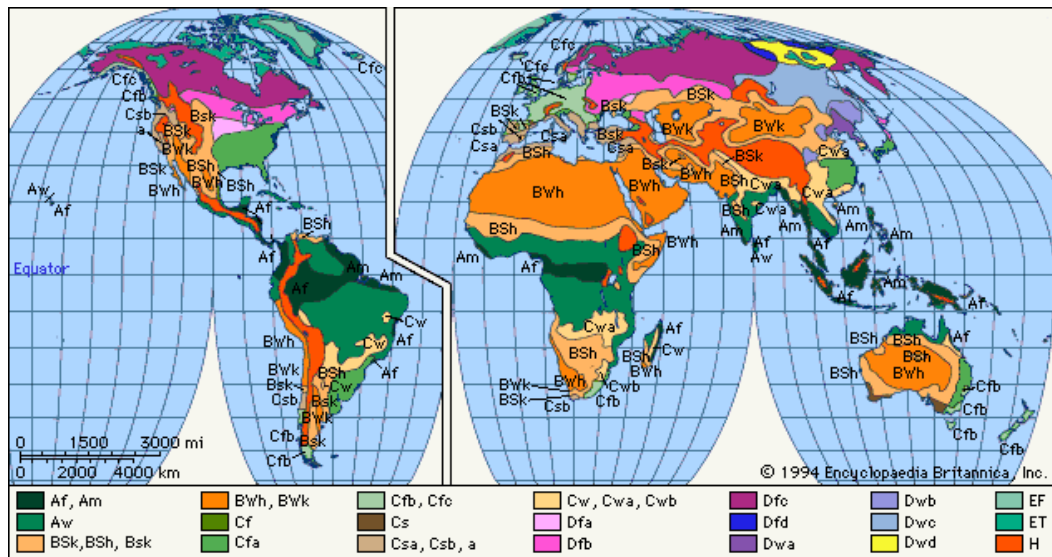 Cfc
Cfc
Cfb
Csb
a
Bsk
BSk
BWk
BSk
BSh
BWh
BWh
BSh
Aw
Af
Af
BSh
Equator
Af
Am
Am
Af
Cw
Cw
Af
BWh
Af
BSh
BWk
Bsk
Cw
Csb
Bsk
BWk
Cfb
Bsk
Cfb
0 1500 3000 mi
0 2000 4000 km
Cfc
Cfb
BSk
BSk
Bsk
Csb
Csa
Csa
Bsk
Csa
BWk
BWk
Cwa
BSh
Bsk
BSk
BWh
BWh
BWh
BSh
Cwa
Cwa
BSh
BSh
Cwa
Am
Am
Am
Am
Am
Af
Af
Am
Af
BWh
BSh
Aw
Am
Af
Af
Cwa
Af
BSh
BSh
Cw
BWh
BWh
BWk
BSk
Csb
Cwb
Cfb
BSh
BSh
Af
BSh
BSh
BWh
Cfb
Cfb
Cfb
© 1994 Encyclopaedia Britannica, Inc.
Af, Am
BWh, BWk
Cfb, Cfc
Cw, Cwa, Cwb
Dfc
Dwb
EF
Aw
Cf
Cs
Dfa
Dfd
Dwc
ET
BSk,BSh, Bsk
Cfa
Csa, Csb, a
Dfb
Dwa
Dwd
H